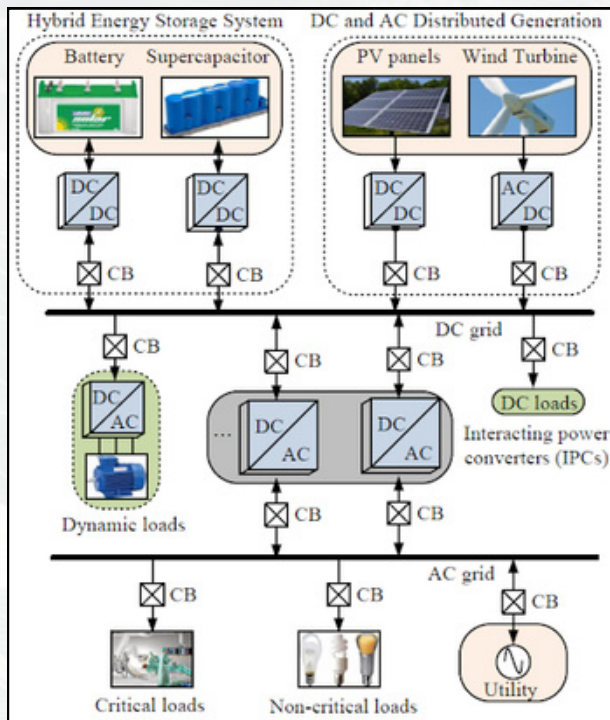 Hybrid Energy Storage System
DC and AC Distributed Generation
Battery
Supercapacitor
PV panels
Wind Turbine
DC
DC
DC
DC
DC
DC
AC
DC
CB
CB
CB
CB
DC grid
CB
CB
CB
CB
DC
AC
...
DC
AC
DC
AC
DC loads
Interacting power
converters (IPCs)
Dynamic loads
CB
CB
AC grid
CB
CB
CB
Critical loads
Non-critical loads
Utility